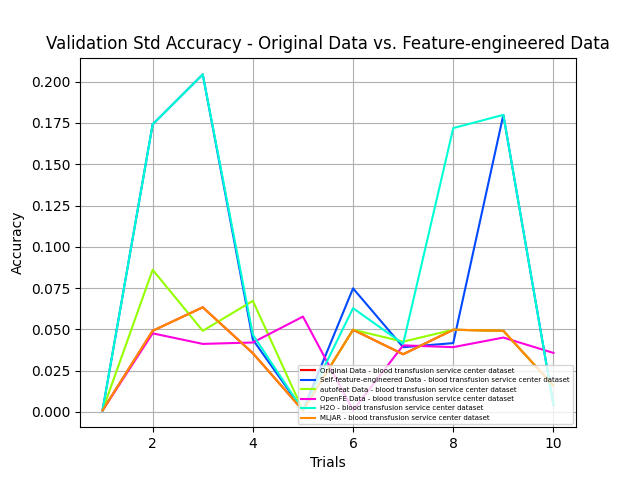 Validation Std Accuracy - Original Data vs. Feature-engineered Data
Accuracy
0.200
0.175
0.150
0.125
0.100
0.075
0.050
0.025
0.000
Original Data - blood transfusion service center dataset
Self-feature-engineered Data - blood transfusion service center dataset
autofeat Data - blood transfusion service center dataset
OpenFE Data - blood transfusion service center dataset
H2O - blood transfusion service center dataset
MLJAR - blood transfusion service center dataset
2 4 6 8 10
Trials